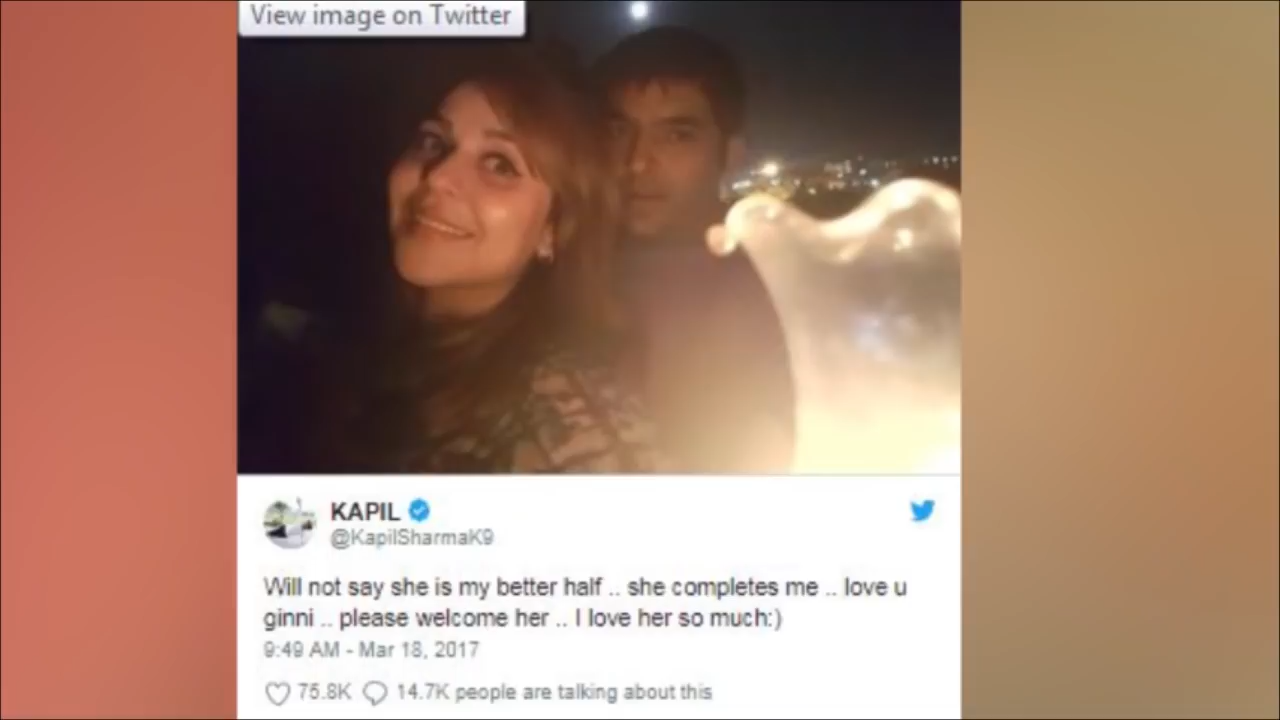 View image on Twitter
KAPIL
@KapilSharmaK9
Will not say she is my better half .. she completes me .. love u
ginni .. please welcome her .. I love her so much:)
9:49 AM - Mar 18, 2017
75.8K 14.7K people are talking about this